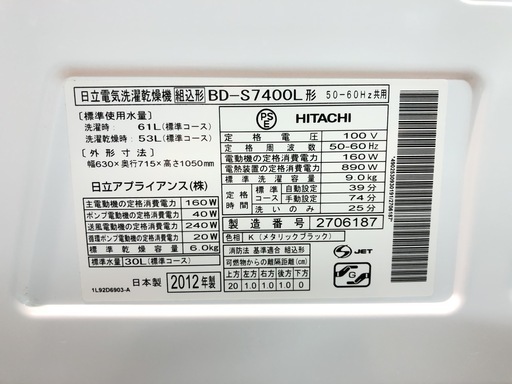 日立電気洗濯乾燥機 組込形 BD-S7400L形 50-60Hz共用
〔標準使用水量〕
洗濯時: 61L(標準コース)
洗濯乾燥時: 53L(標準コース)
〔外形寸法〕
幅630×奥行715×高さ1050mm
日立アプライアンス(株)
主電動機の定格消費電力 160W
ポンプ電動機の定格消費電力 40W
送風電動機の定格消費電力 240W
循環ポンプ電動機の定格消費電力 20W
標準乾燥容量 6.0kg
標準水量 30L(標準コース)
日本製 2012年製
1L92D6903-A
PSE
HITACHI
定格電圧 100V
定格周波数 50-60Hz
電動機の定格消費電力 160W
電熱装置の定格消費電力 890W
標準洗濯容量 9.0kg
標準コース 自動設定 39分
手動設定 74分
洗いのみ 25分
製造番号 2706187
色相 K(メタリックブラック)
消防法 基準適合 組込形
可燃物からの離隔距離(cm)
上方 左方 右方 前方 後方 下方
20 1.0 1.0 1.0 0
S JET
G